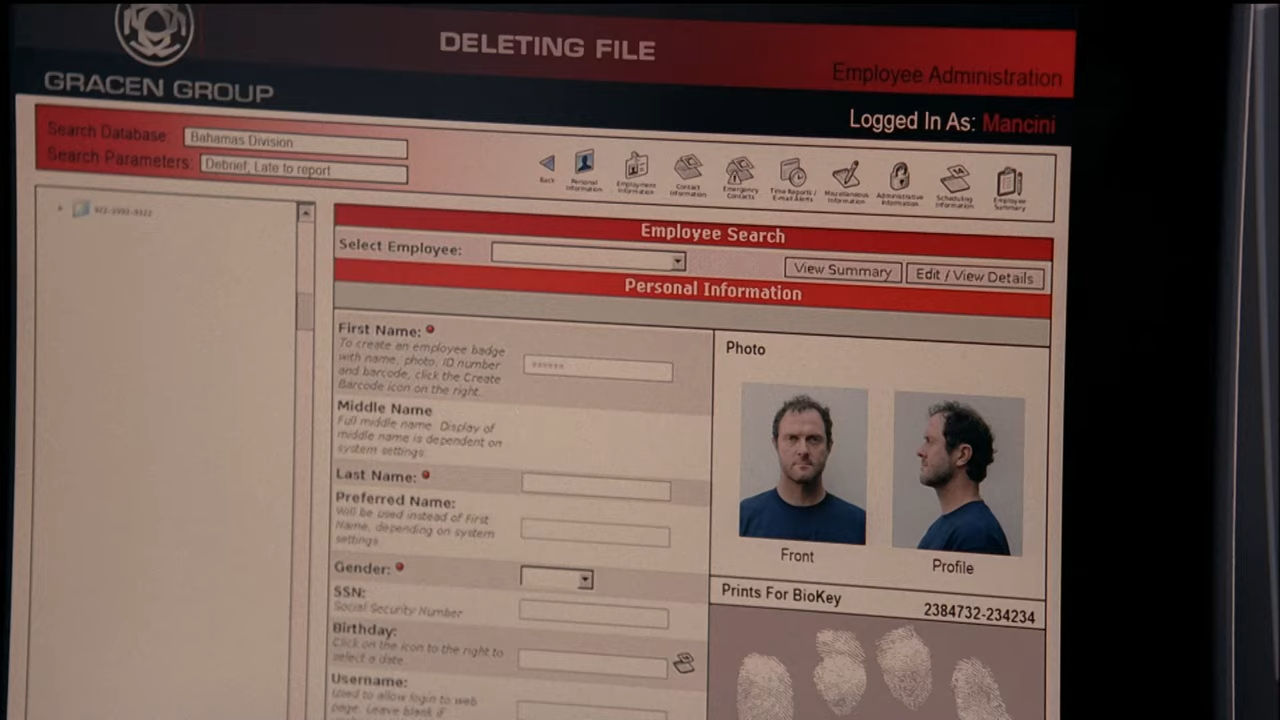 DELETING FILE
GRACEN GROUP
Employee Administration
Logged In As: Mancini
Search Database: Bahamas Division
Search Parameters: Debrief; Late to report
Back
Personal Information
Employment Information
Contact Information
Emergency Contacts
Time Reports / E-mail Alerts
Miscellaneous Information
Administrative Information
Scheduling Information
Employee Summary
Employee Search
Select Employee:
View Summary
Edit / View Details
Personal Information
First Name:
To create an employee badge
with name, photo, ID number
and barcode, click the Create
Barcode icon on the right.
******
Middle Name
Full middle name. Display of
middle name is dependent on
system settings.
Last Name:
Preferred Name:
Will be used instead of First
Name, depending on system
settings.
Gender:
SSN:
Social Security Number
Birthday:
Click on the icon to the right to
select a date.
Username:
Used to allow login to web
page. Leave blank if
Photo
Front
Profile
Prints For BioKey
2384732-234234